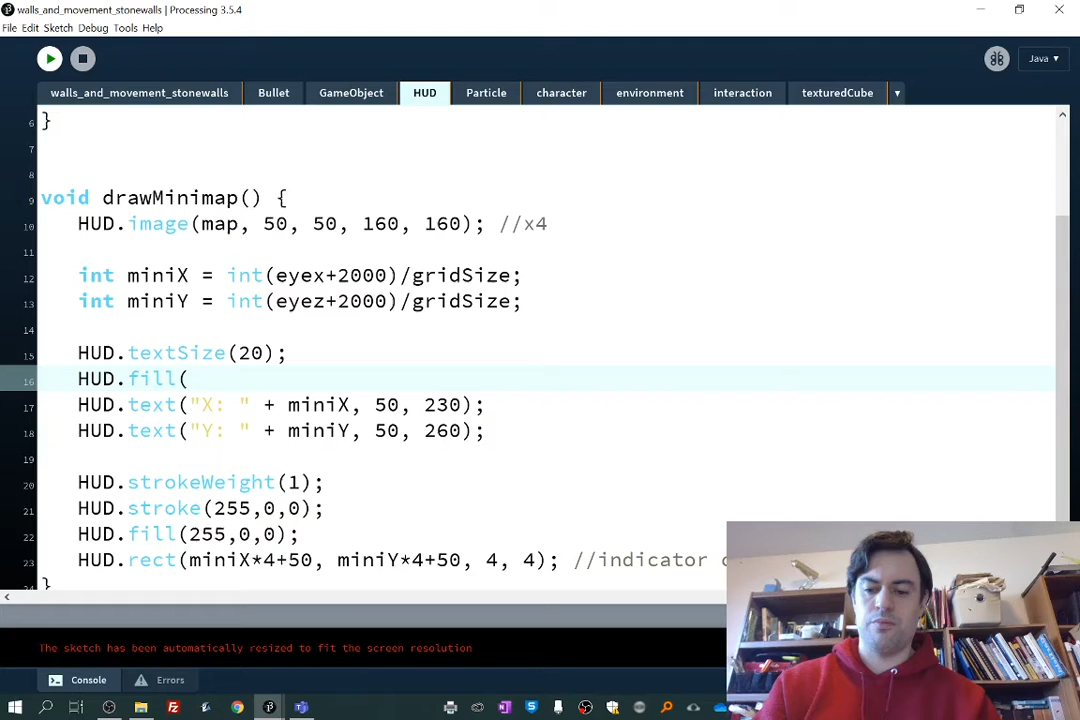 walls_and_movement_stonewalls | Processing 3.5.4
File Edit Sketch Debug Tools Help
Java ▾
walls_and_movement_stonewalls Bullet GameObject HUD Particle character environment interaction texturedCube ▾
6 }
7
8
9 void drawMinimap() {
10 HUD.image(map, 50, 50, 160, 160); //x4
11
12 int miniX = int(eyex+2000)/gridSize;
13 int miniY = int(eyez+2000)/gridSize;
14
15 HUD.textSize(20);
16 HUD.fill(
17 HUD.text("X: " + miniX, 50, 230);
18 HUD.text("Y: " + miniY, 50, 260);
19
20 HUD.strokeWeight(1);
21 HUD.stroke(255,0,0);
22 HUD.fill(255,0,0);
23 HUD.rect(miniX*4+50, miniY*4+50, 4, 4); //indicator
}
The sketch has been automatically resized to fit the screen resolution
Console Errors